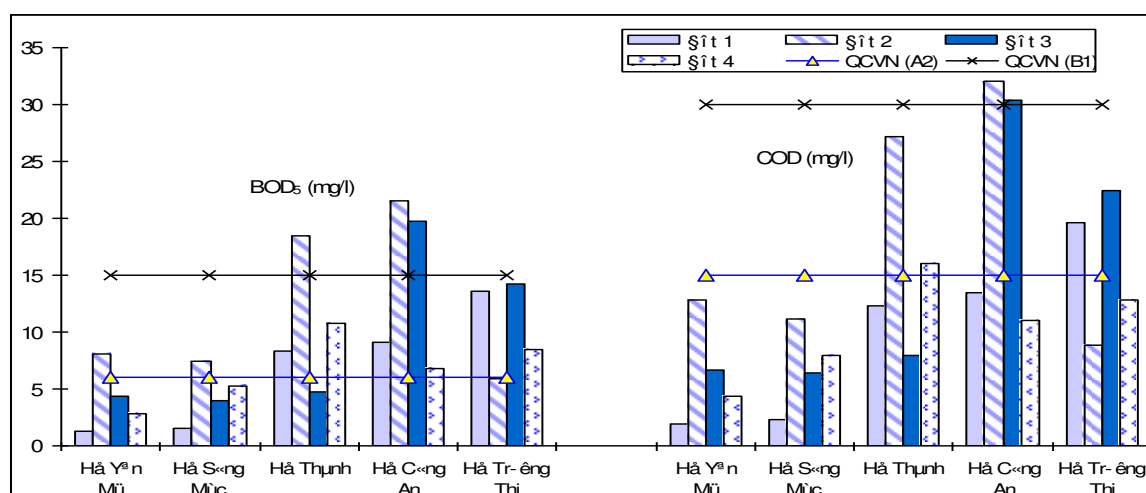 35
30
25
20
15
10
5
0
§ît 1
§ît 2
§ît 3
§ît 4
QCVN (A2)
QCVN (B1)
BOD₅ (mg/l)
COD (mg/l)
Hå Yªn Mü
Hå S«ng Mùc
Hå Thµnh
Hå C«ng An
Hå Tr-êng Thi
Hå Yªn Mü
Hå S«ng Mùc
Hå Thµnh
Hå C«ng An
Hå Tr-êng Thi